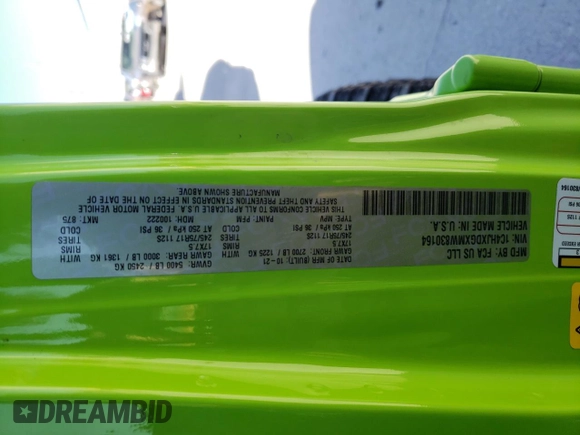 MFD BY: FCA US LLC
DATE OF MFR (BUILT): 10-21
GVWR: 5400 LB / 2450 KG
GAWR FRONT: 2700 LB 1225 KG WITH
GAWR REAR: 3000 LB / 1361 KG WITH
17X7.5 RIMS
17X7.5 RIMS
245/75R17 112S TIRES
245/75R17 112S TIRES
AT 250 kPa / 36 PSI COLD
AT 250 kPa / 36 PSI COLD
VIN: 1C4HJXDGXMW830164
VEHICLE MADE IN: U.S.A.
TYPE: MPV PAINT: PFM MDH: 100222 MKT: 875
THIS VEHICLE CONFORMS TO ALL APPLICABLE U.S.A. FEDERAL MOTOR VEHICLE
SAFETY AND THEFT PREVENTION STANDARDS IN EFFECT ON THE DATE OF
MANUFACTURE SHOWN ABOVE.
DREAMBID